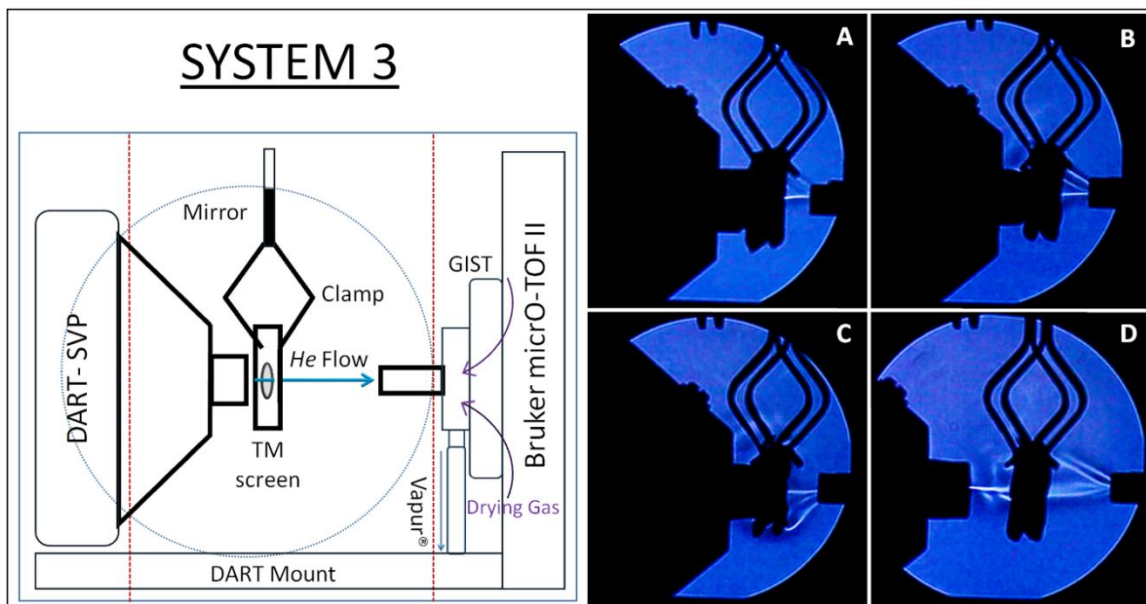 SYSTEM 3
Mirror
Clamp
GIST
He Flow
TM
screen
DART- SVP
Vapur®
Drying Gas
Bruker micrO-TOF II
DART Mount
A
B
C
D